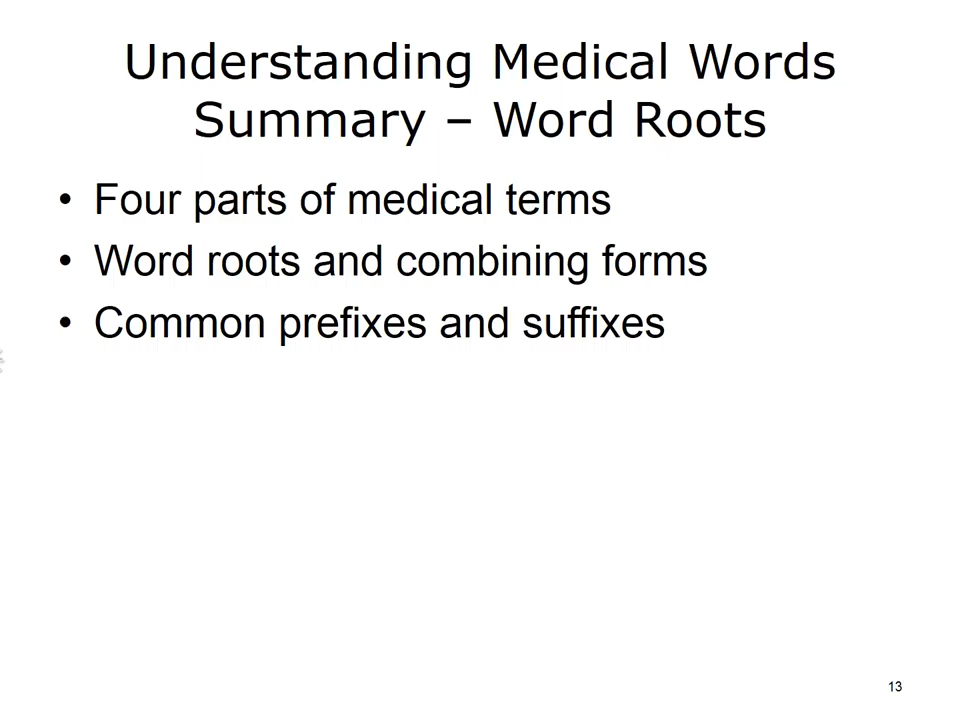 Understanding Medical Words
Summary – Word Roots
• Four parts of medical terms
• Word roots and combining forms
• Common prefixes and suffixes
13